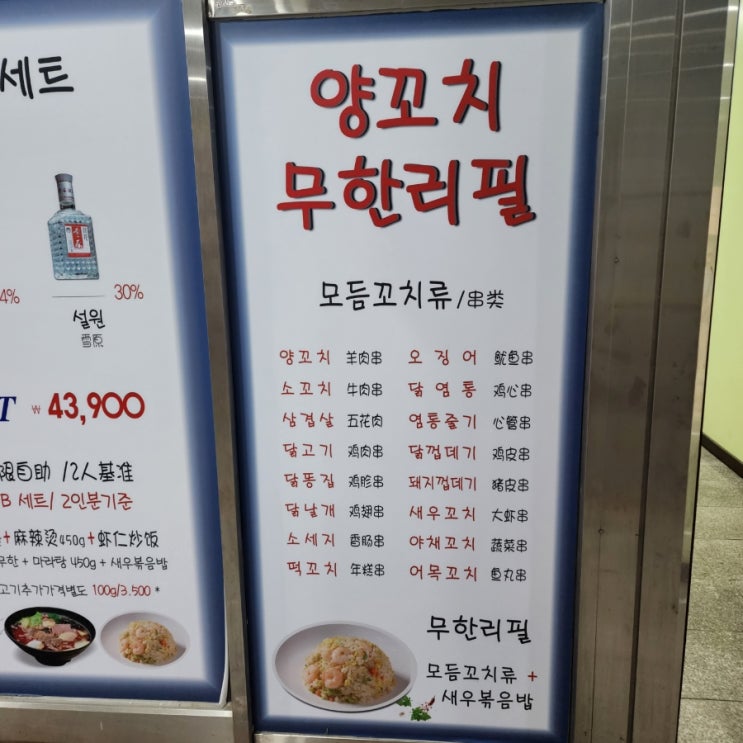 세트
4%
30%
설원
雪原
T ₩ 43,900
限自助 /2人基准
B 세트/ 2인분기준
+麻辣烫450g+虾仁炒饭
무한 + 마라탕 450g + 새우볶음밥
고기추가가격별도 100g/3,500 *
양꼬치
무한리필
모듬꼬치류/串类
양꼬치 羊肉串 오징어 鱿鱼串
소꼬치 牛肉串 닭염통 鸡心串
삼겹살 五花肉 염통줄기 心管串
닭고기 鸡肉串 닭껍데기 鸡皮串
닭똥집 鸡胗串 돼지껍데기 猪皮串
닭날개 鸡翅串 새우꼬치 大虾串
소세지 香肠串 야채꼬치 蔬菜串
떡꼬치 年糕串 어묵꼬치 鱼丸串
무한리필
모듬꼬치류 +
새우볶음밥